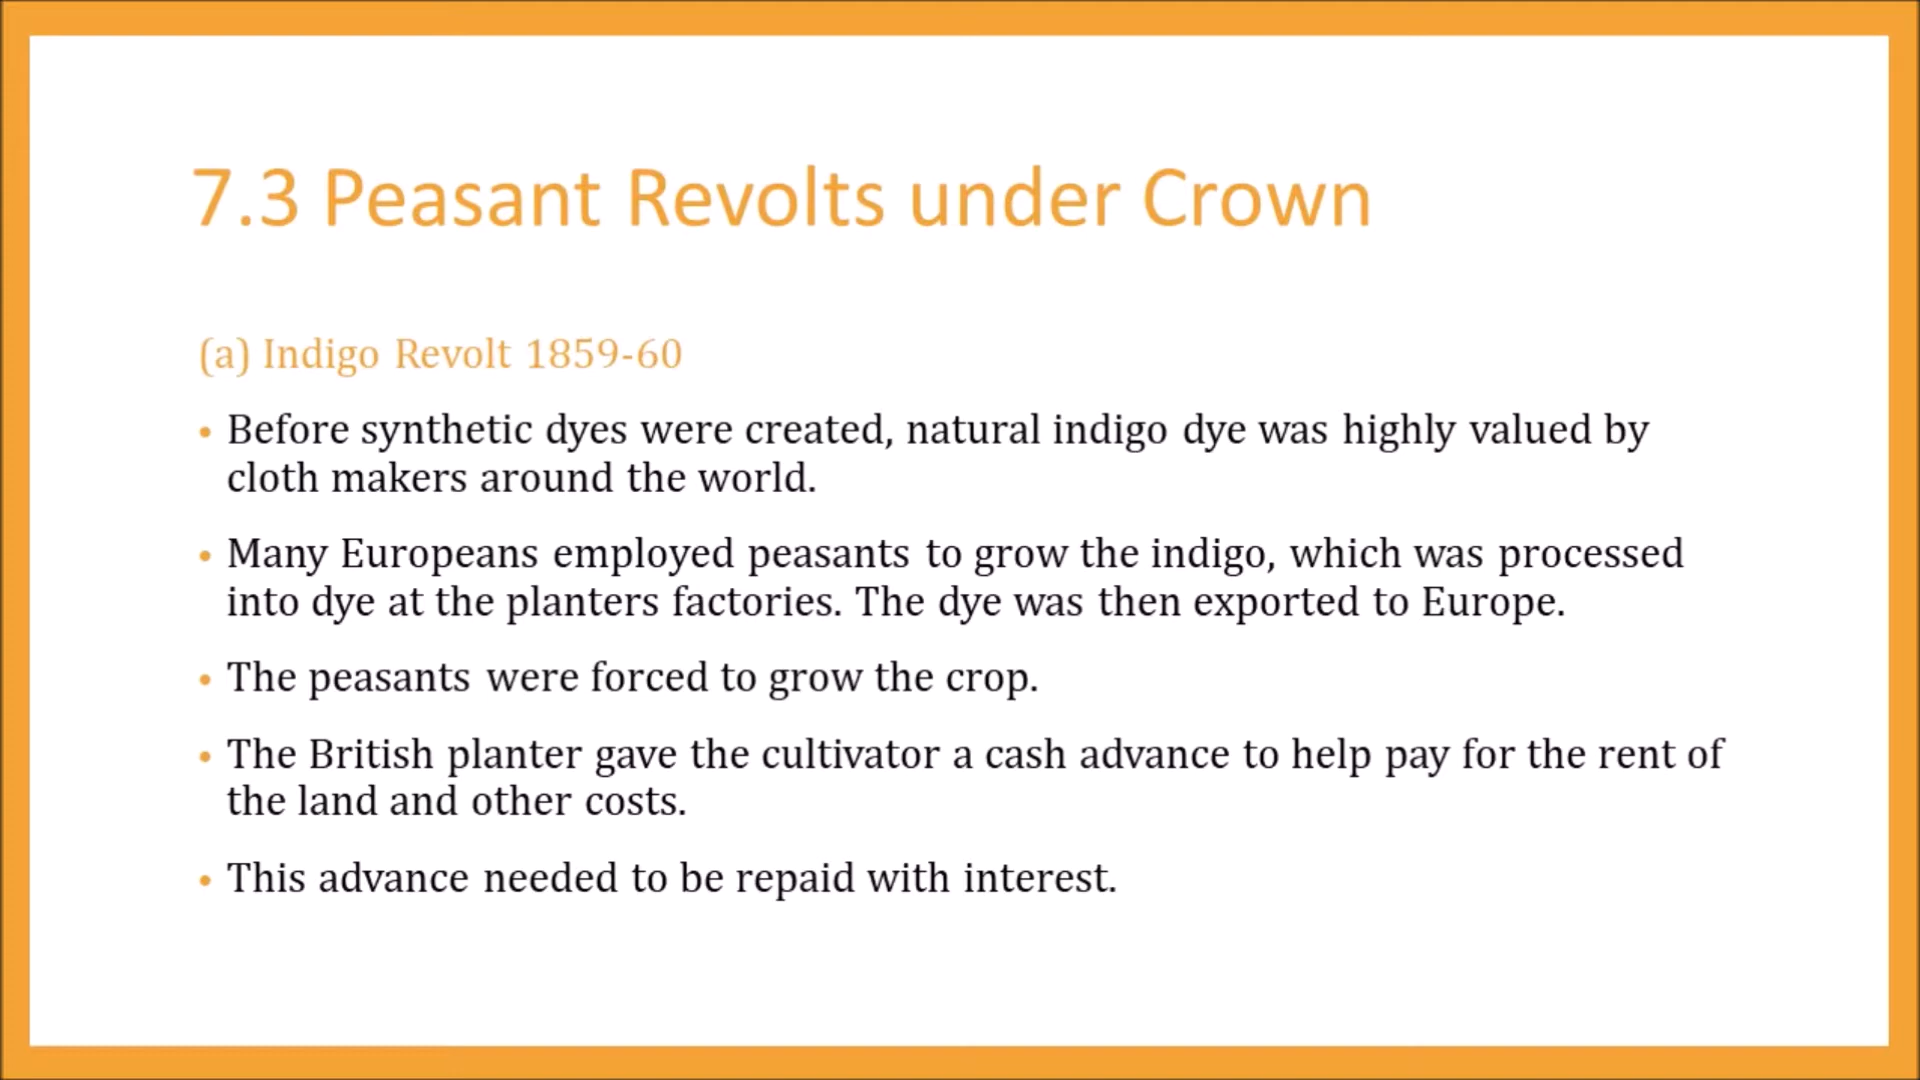 7.3 Peasant Revolts under Crown
(a) Indigo Revolt 1859-60
• Before synthetic dyes were created, natural indigo dye was highly valued by
cloth makers around the world.
• Many Europeans employed peasants to grow the indigo, which was processed
into dye at the planters factories. The dye was then exported to Europe.
• The peasants were forced to grow the crop.
• The British planter gave the cultivator a cash advance to help pay for the rent of
the land and other costs.
• This advance needed to be repaid with interest.